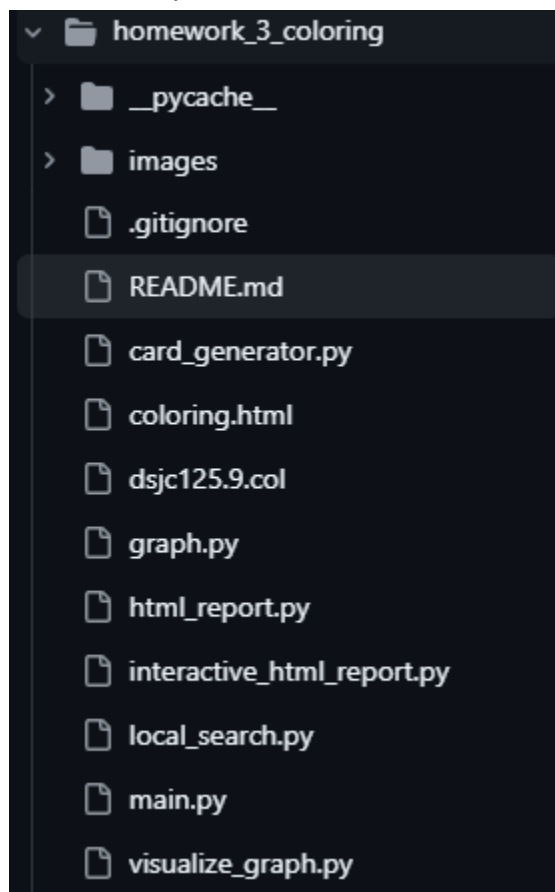 homework_3_coloring
__pycache__
images
.gitignore
README.md
card_generator.py
coloring.html
dsjc125.9.col
graph.py
html_report.py
interactive_html_report.py
local_search.py
main.py
visualize_graph.py